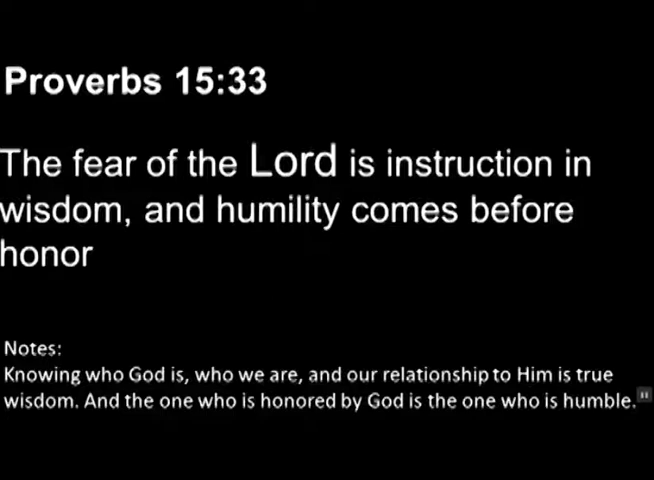 Proverbs 15:33
The fear of the Lord is instruction in
wisdom, and humility comes before
honor
Notes:
Knowing who God is, who we are, and our relationship to Him is true
wisdom. And the one who is honored by God is the one who is humble.